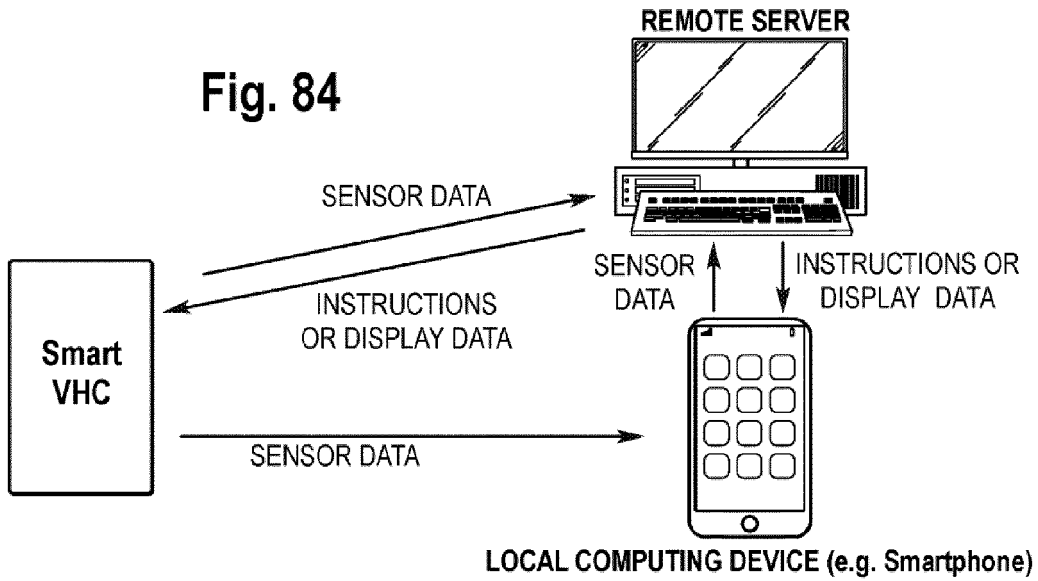 REMOTE SERVER
Fig. 84
SENSOR DATA
INSTRUCTIONS
OR DISPLAY DATA
SENSOR
DATA
INSTRUCTIONS OR
DISPLAY DATA
Smart
VHC
SENSOR DATA
LOCAL COMPUTING DEVICE (e.g. Smartphone)